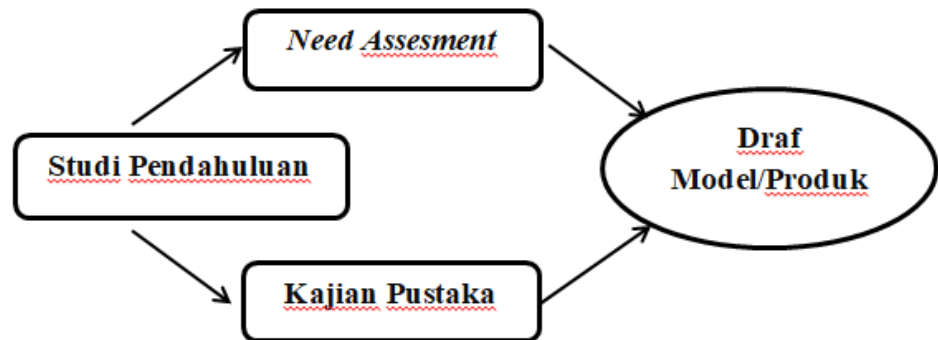 Need Assesment
Studi Pendahuluan
Draf
Model/Produk
Kajian Pustaka